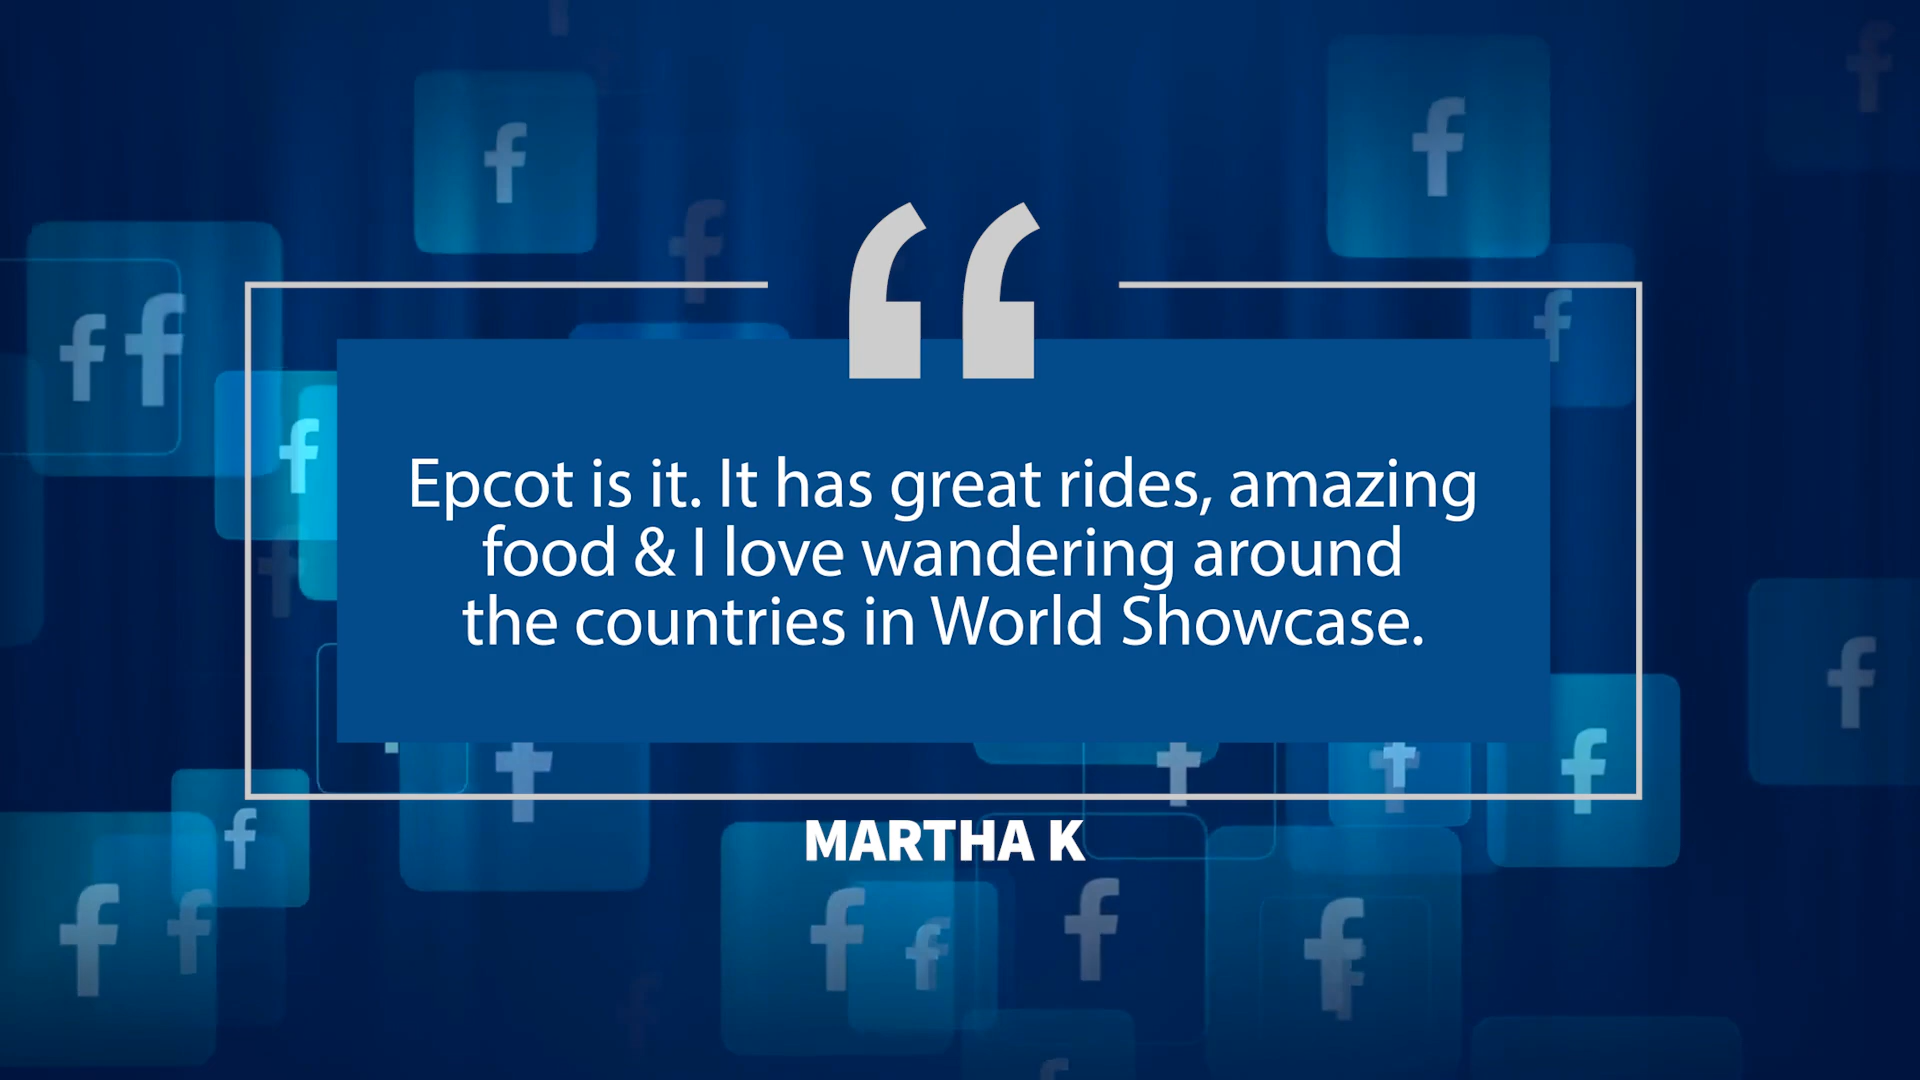 “
Epcot is it. It has great rides, amazing
food & I love wandering around
the countries in World Showcase.
MARTHA K